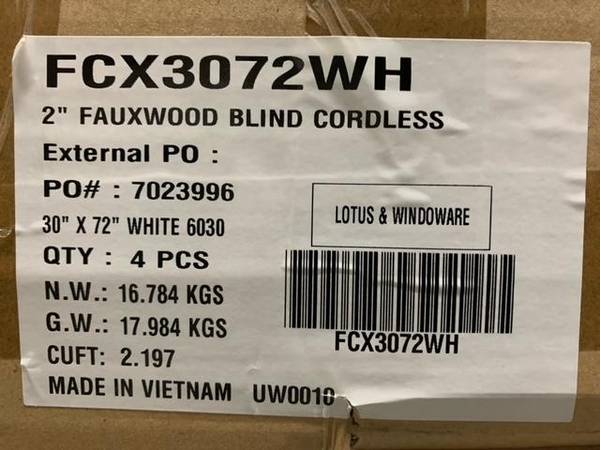 FCX3072WH
2" FAUXWOOD BLIND CORDLESS
External PO :
PO# : 7023996
30" X 72" WHITE 6030
QTY : 4 PCS
N.W.: 16.784 KGS
G.W.: 17.984 KGS
CUFT: 2.197
MADE IN VIETNAM UW0010
LOTUS & WINDOWARE
FCX3072WH